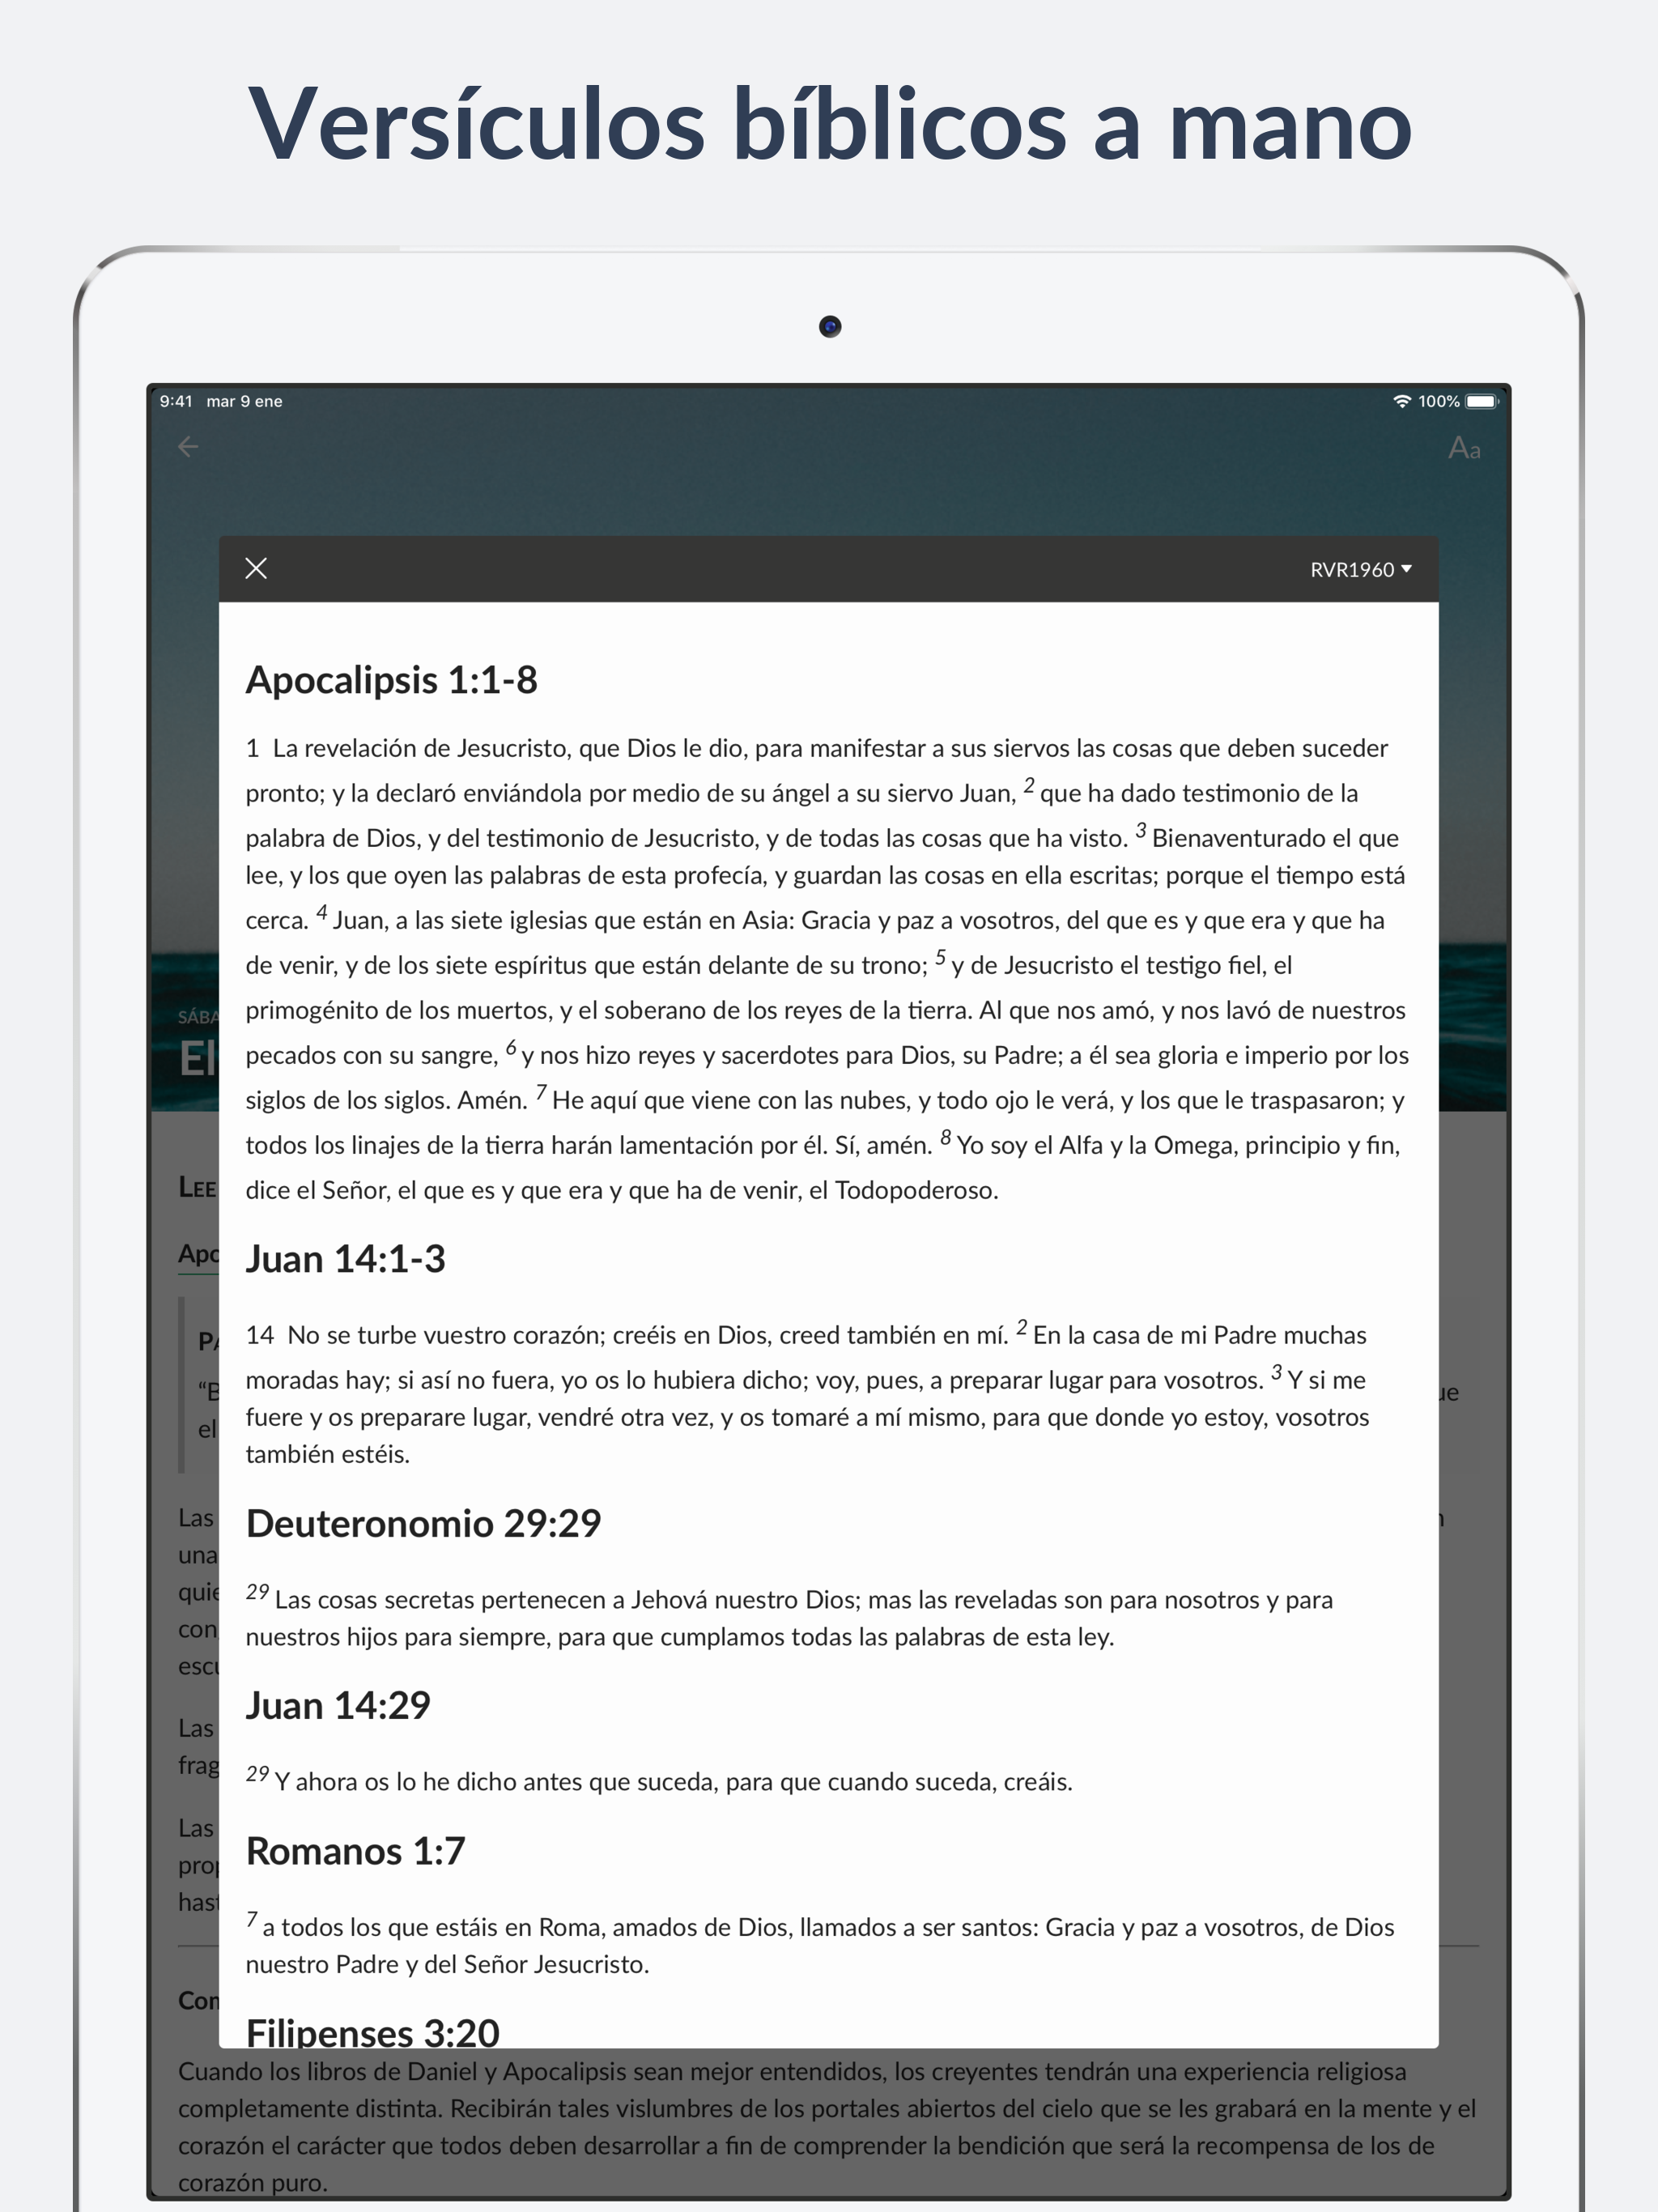 Versículos bíblicos a mano
9:41 mar 9 ene
100%
Aa
RVR1960
Apocalipsis 1:1-8
1 La revelación de Jesucristo, que Dios le dio, para manifestar a sus siervos las cosas que deben suceder
pronto; y la declaró enviándola por medio de su ángel a su siervo Juan, 2 que ha dado testimonio de la
palabra de Dios, y del testimonio de Jesucristo, y de todas las cosas que ha visto. 3 Bienaventurado el que
lee, y los que oyen las palabras de esta profecía, y guardan las cosas en ella escritas; porque el tiempo está
cerca. 4 Juan, a las siete iglesias que están en Asia: Gracia y paz a vosotros, del que es y que era y que ha
de venir, y de los siete espíritus que están delante de su trono; 5 y de Jesucristo el testigo fiel, el
primogénito de los muertos, y el soberano de los reyes de la tierra. Al que nos amó, y nos lavó de nuestros
pecados con su sangre, 6 y nos hizo reyes y sacerdotes para Dios, su Padre; a él sea gloria e imperio por los
siglos de los siglos. Amén. 7 He aquí que viene con las nubes, y todo ojo le verá, y los que le traspasaron; y
todos los linajes de la tierra harán lamentación por él. Sí, amén. 8 Yo soy el Alfa y la Omega, principio y fin,
dice el Señor, el que es y que era y que ha de venir, el Todopoderoso.
Juan 14:1-3
14 No se turbe vuestro corazón; creéis en Dios, creed también en mí. 2 En la casa de mi Padre muchas
moradas hay; si así no fuera, yo os lo hubiera dicho; voy, pues, a preparar lugar para vosotros. 3 Y si me
fuere y os preparare lugar, vendré otra vez, y os tomaré a mí mismo, para que donde yo estoy, vosotros
también estéis.
Deuteronomio 29:29
29 Las cosas secretas pertenecen a Jehová nuestro Dios; mas las reveladas son para nosotros y para
nuestros hijos para siempre, para que cumplamos todas las palabras de esta ley.
Juan 14:29
29 Y ahora os lo he dicho antes que suceda, para que cuando suceda, creáis.
Romanos 1:7
7 a todos los que estáis en Roma, amados de Dios, llamados a ser santos: Gracia y paz a vosotros, de Dios
nuestro Padre y del Señor Jesucristo.
Filipenses 3:20
El
Las
una
Las
Las
Cuando los libros de Daniel y Apocalipsis sean mejor entendidos, los creyentes tendrán una experiencia religiosa
completamente distinta. Recibirán tales vislumbres de los portales abiertos del cielo que se les grabará en la mente y el
corazón el carácter que todos deben desarrollar a fin de comprender la bendición que será la recompensa de los de
corazón puro.